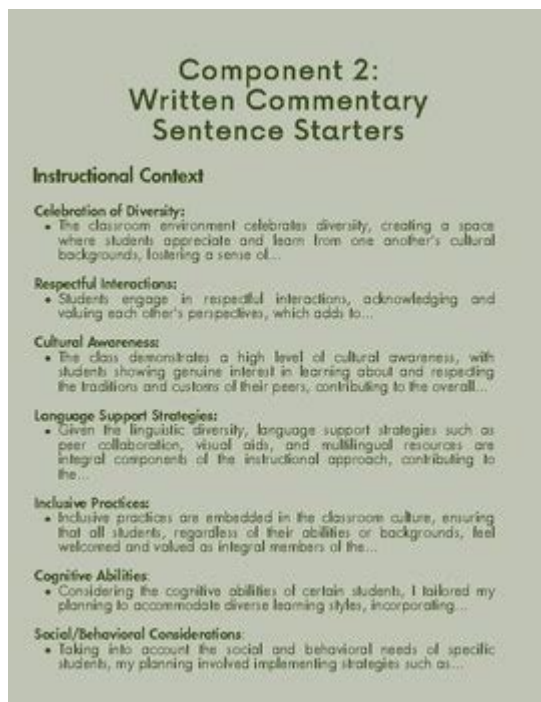 Component 2:
Written Commentary
Sentence Starters
Instructional Context
Celebration of Diversity:
• The classroom environment celebrates diversity, creating a space
where students appreciate and learn from one another's cultural
backgrounds, fostering a sense of...
Respectful Interactions:
• Students engage in respectful interactions, acknowledging and
valuing each other's perspectives, which adds to...
Cultural Awareness:
• The class demonstrates a high level of cultural awareness, with
students showing genuine interest in learning about and respecting
the traditions and customs of their peers, contributing to the overall...
Language Support Strategies:
• Given the linguistic diversity, language support strategies such as
peer collaboration, visual aids, and multilingual resources are
integral components of the instructional approach, contributing to
the...
Inclusive Practices:
• Inclusive practices are embedded in the classroom culture, ensuring
that all students, regardless of their abilities or backgrounds, feel
welcomed and valued as integral members of the...
Cognitive Abilities:
• Considering the cognitive abilities of certain students, I tailored my
planning to accommodate diverse learning styles, incorporating...
Social/Behavioral Considerations:
• Taking into account the social and behavioral needs of specific
students, my planning involved implementing strategies such as...